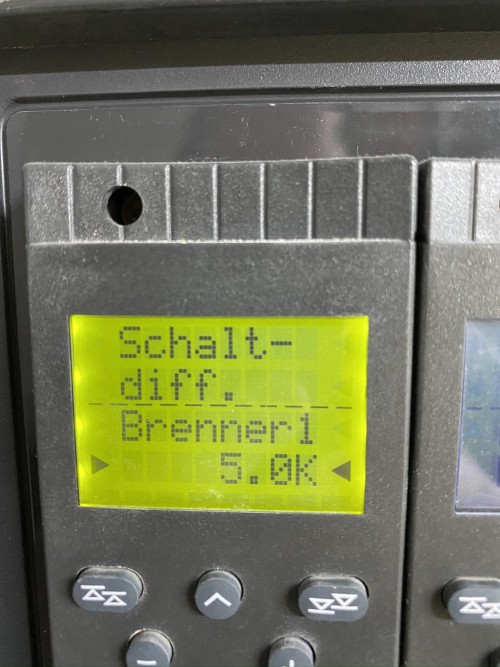 Schalt-
diff.
Brenner1
5.0K